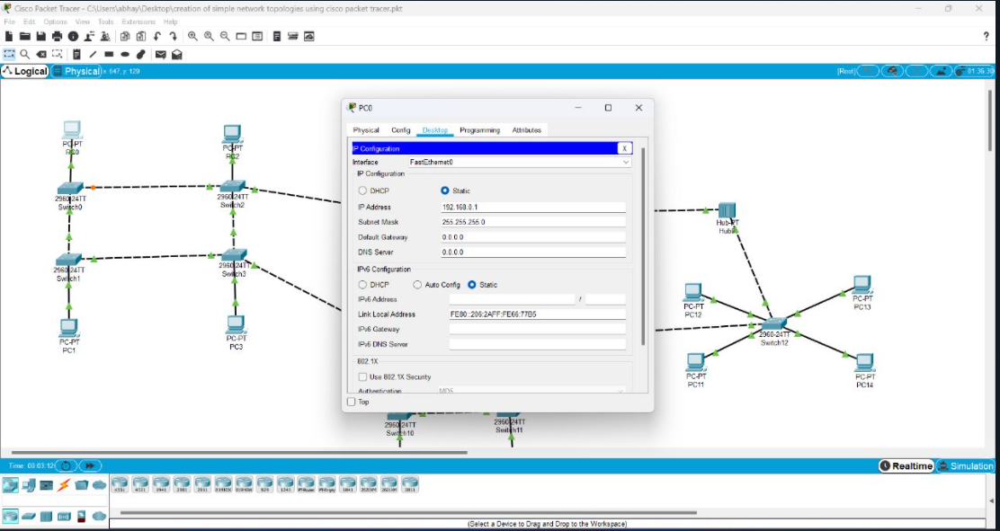 Cisco Packet Tracer - C:\Users\abhay\Desktop\creation of simple network topologies using cisco packet tracer.pkt
File Edit Options View Tools Extensions Help
?
Logical Physical x: 647, y: 129 [Root] 01:36:30
PC0
Physical Config Desktop Programming Attributes
IP Configuration X
Interface FastEthernet0
IP Configuration
DHCP Static
IP Address 192.168.0.1
Subnet Mask 255.255.255.0
Default Gateway 0.0.0.0
DNS Server 0.0.0.0
IPv6 Configuration
DHCP Auto Config Static
IPv6 Address /
Link Local Address FE80::206:2AFF:FE66:77B5
IPv6 Gateway
IPv6 DNS Server
802.1X
Use 802.1X Security
Authentication MD5
Top
PC-PT
PC0
PC-PT
PC2
2960-24TT
Switch0
2960-24TT
Switch2
2960-24TT
Switch1
2960-24TT
Switch3
PC-PT
PC1
PC-PT
PC3
Hub-PT
PC-PT
PC12
PC-PT
PC13
2960-24TT
Switch12
PC-PT
PC11
PC-PT
PC14
2960-24TT
Switch10
2960-24TT
Switch11
Time: 00:03:12 Realtime Simulation
4331 4321 1941 2901 2911 819HGW 829 1240 1841 2620XM 2621XM 2811
(Select a Device to Drag and Drop to the Workspace)